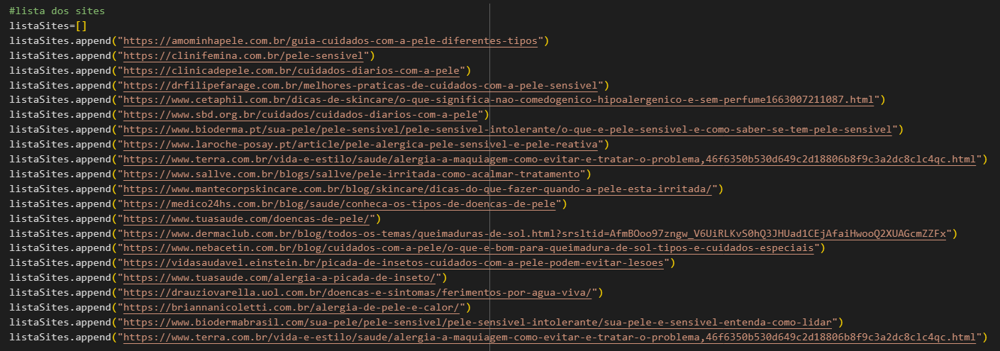 #lista dos sites
listaSites=[]
listaSites.append("https://amominhapele.com.br/guia-cuidados-com-a-pele-diferentes-tipos")
listaSites.append("https://clinifemina.com.br/pele-sensivel")
listaSites.append("https://clinicadepele.com.br/cuidados-diarios-com-a-pele")
listaSites.append("https://drfilipefarage.com.br/melhores-praticas-de-cuidados-com-a-pele-sensivel")
listaSites.append("https://www.cetaphil.com.br/dicas-de-skincare/o-que-significa-nao-comedogenico-hipoalergenico-e-sem-perfume1663007211087.html")
listaSites.append("https://www.sbd.org.br/cuidados/cuidados-diarios-com-a-pele")
listaSites.append("https://www.bioderma.pt/sua-pele/pele-sensivel/pele-sensivel-intolerante/o-que-e-pele-sensivel-e-como-saber-se-tem-pele-sensivel")
listaSites.append("https://www.laroche-posay.pt/article/pele-alergica-pele-sensivel-e-pele-reativa")
listaSites.append("https://www.terra.com.br/vida-e-estilo/saude/alergia-a-maquiagem-como-evitar-e-tratar-o-problema,46f6350b530d649c2d18806b8f9c3a2dc8clc4qc.html")
listaSites.append("https://www.sallve.com.br/blogs/sallve/pele-irritada-como-acalmar-tratamento")
listaSites.append("https://www.mantecorpskincare.com.br/blog/skincare/dicas-do-que-fazer-quando-a-pele-esta-irritada/")
listaSites.append("https://medico24hs.com.br/blog/saude/conheca-os-tipos-de-doencas-de-pele")
listaSites.append("https://www.tuasaude.com/doencas-de-pele/")
listaSites.append("https://www.dermaclub.com.br/blog/todos-os-temas/queimaduras-de-sol.html?srsltid=AfmBOoo97zngw_V6UiRLKvS0hQ3JHUad1CEjAfaiHwooQ2XUAGcmZZFx")
listaSites.append("https://www.nebacetin.com.br/blog/cuidados-com-a-pele/o-que-e-bom-para-queimadura-de-sol-tipos-e-cuidados-especiais")
listaSites.append("https://vidasaudavel.einstein.br/picada-de-insetos-cuidados-com-a-pele-podem-evitar-lesoes")
listaSites.append("https://www.tuasaude.com/alergia-a-picada-de-inseto/")
listaSites.append("https://drauziovarella.uol.com.br/doencas-e-sintomas/ferimentos-por-agua-viva/")
listaSites.append("https://briannanicoletti.com.br/alergia-de-pele-e-calor/")
listaSites.append("https://www.biodermabrasil.com/sua-pele/pele-sensivel/pele-sensivel-intolerante/sua-pele-e-sensivel-entenda-como-lidar")
listaSites.append("https://www.terra.com.br/vida-e-estilo/saude/alergia-a-maquiagem-como-evitar-e-tratar-o-problema,46f6350b530d649c2d18806b8f9c3a2dc8clc4qc.html")